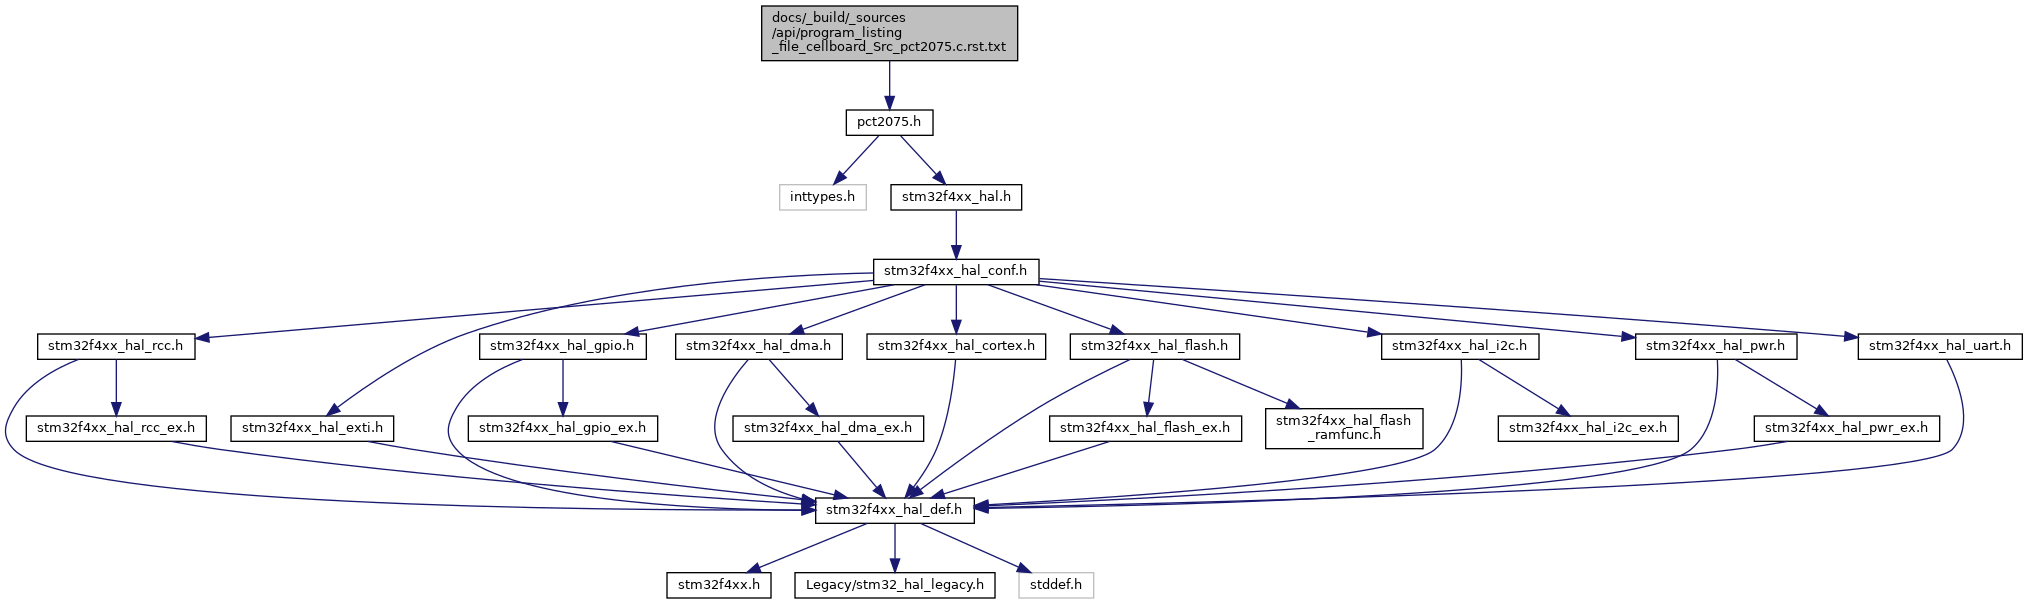 docs/_build/_sources
/api/program_listing
_file_cellboard_Src_pct2075.c.rst.txt
pct2075.h
inttypes.h
stm32f4xx_hal.h
stm32f4xx_hal_conf.h
stm32f4xx_hal_rcc.h
stm32f4xx_hal_gpio.h
stm32f4xx_hal_dma.h
stm32f4xx_hal_cortex.h
stm32f4xx_hal_flash.h
stm32f4xx_hal_i2c.h
stm32f4xx_hal_pwr.h
stm32f4xx_hal_uart.h
stm32f4xx_hal_rcc_ex.h
stm32f4xx_hal_exti.h
stm32f4xx_hal_gpio_ex.h
stm32f4xx_hal_dma_ex.h
stm32f4xx_hal_flash_ex.h
stm32f4xx_hal_flash
_ramfunc.h
stm32f4xx_hal_i2c_ex.h
stm32f4xx_hal_pwr_ex.h
stm32f4xx_hal_def.h
stm32f4xx.h
Legacy/stm32_hal_legacy.h
stddef.h